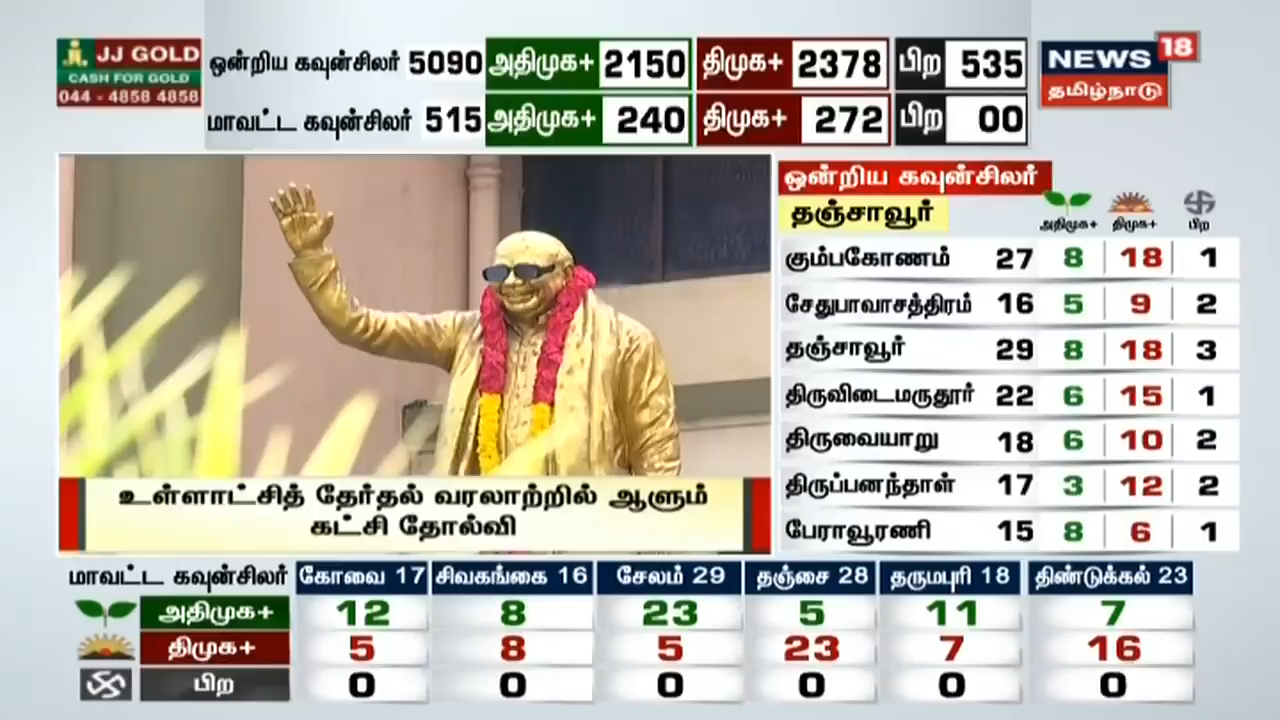 JJ GOLD
CASH FOR GOLD
044 - 4858 4858
ஒன்றிய கவுன்சிலர் 5090 அதிமுக+ 2150 திமுக+ 2378 பிற 535
மாவட்ட கவுன்சிலர் 515 அதிமுக+ 240 திமுக+ 272 பிற 00
NEWS 18
தமிழ்நாடு
ஒன்றிய கவுன்சிலர்
தஞ்சாவூர்
அதிமுக+ திமுக+ பிற
கும்பகோணம் 27 8 18 1
சேதுபாவாசத்திரம் 16 5 9 2
தஞ்சாவூர் 29 8 18 3
திருவிடைமருதூர் 22 6 15 1
திருவையாறு 18 6 10 2
திருப்பனந்தாள் 17 3 12 2
பேராவூரணி 15 8 6 1
உள்ளாட்சித் தேர்தல் வரலாற்றில் ஆளும்
கட்சி தோல்வி
மாவட்ட கவுன்சிலர் கோவை 17 சிவகங்கை 16 சேலம் 29 தஞ்சை 28 தருமபுரி 18 திண்டுக்கல் 23
அதிமுக+ 12 8 23 5 11 7
திமுக+ 5 8 5 23 7 16
பிற 0 0 0 0 0 0